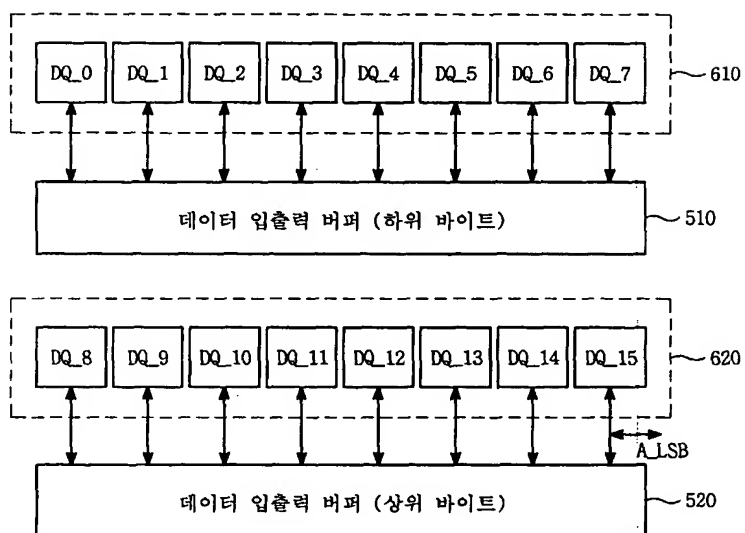 DQ_0 DQ_1 DQ_2 DQ_3 DQ_4 DQ_5 DQ_6 DQ_7 610
데이터 입출력 버퍼 (하위 바이트) 510
DQ_8 DQ_9 DQ_10 DQ_11 DQ_12 DQ_13 DQ_14 DQ_15 620
A_LSB
데이터 입출력 버퍼 (상위 바이트) 520